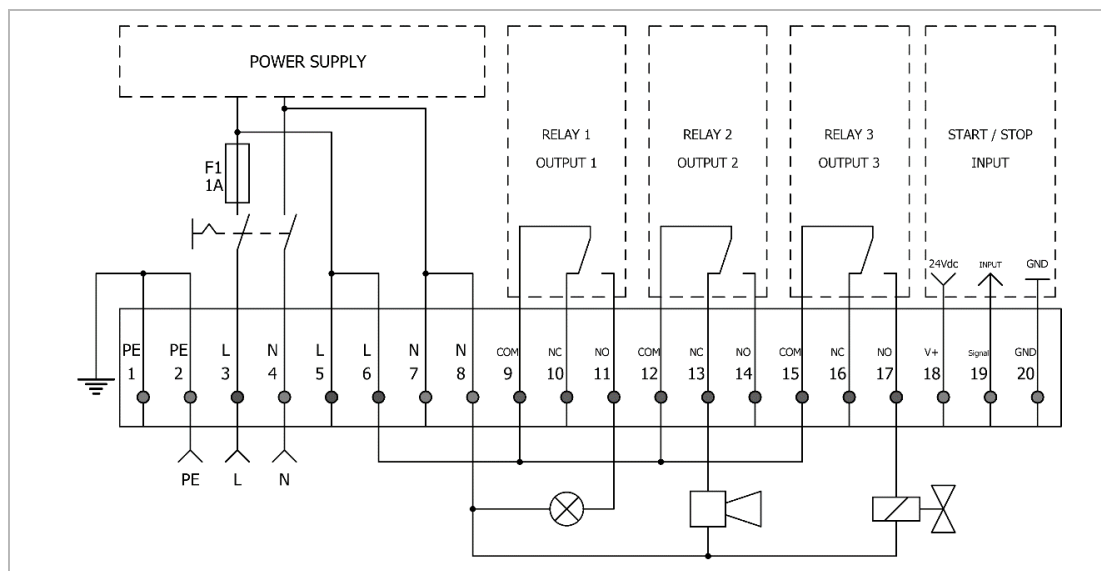 POWER SUPPLY
RELAY 1
OUTPUT 1
RELAY 2
OUTPUT 2
RELAY 3
OUTPUT 3
START / STOP
INPUT
F1
1A
24Vdc
INPUT
GND
PE
1
PE
2
L
3
N
4
L
5
L
6
N
7
N
8
COM
9
NC
10
NO
11
COM
12
NC
13
NO
14
COM
15
NC
16
NO
17
V+
18
Signal
19
GND
20
PE
L
N